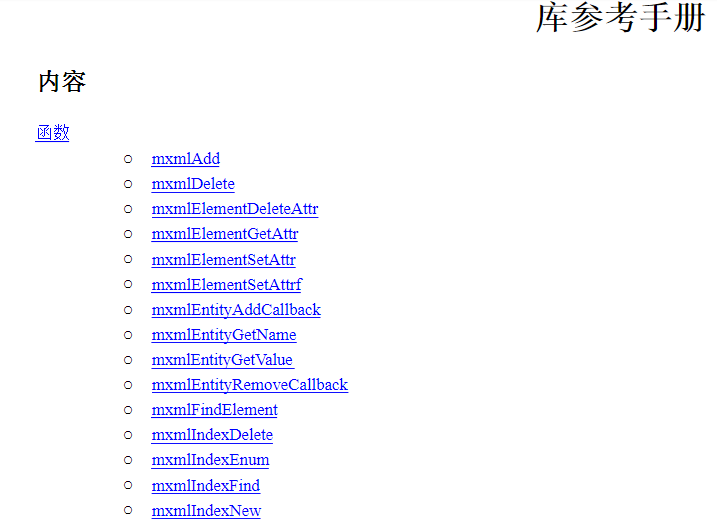 库参考手册
内容
函数
mxmlAdd
mxmlDelete
mxmlElementDeleteAttr
mxmlElementGetAttr
mxmlElementSetAttr
mxmlElementSetAttrf
mxmlEntityAddCallback
mxmlEntityGetName
mxmlEntityGetValue
mxmlEntityRemoveCallback
mxmlFindElement
mxmlIndexDelete
mxmlIndexEnum
mxmlIndexFind
mxmlIndexNew